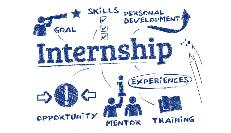 SKILLS
PERSONAL
DEVELOPMENT
GOAL
Internship
EXPERIENCES
OPPORTUNITY
MENTOR
TRAINING